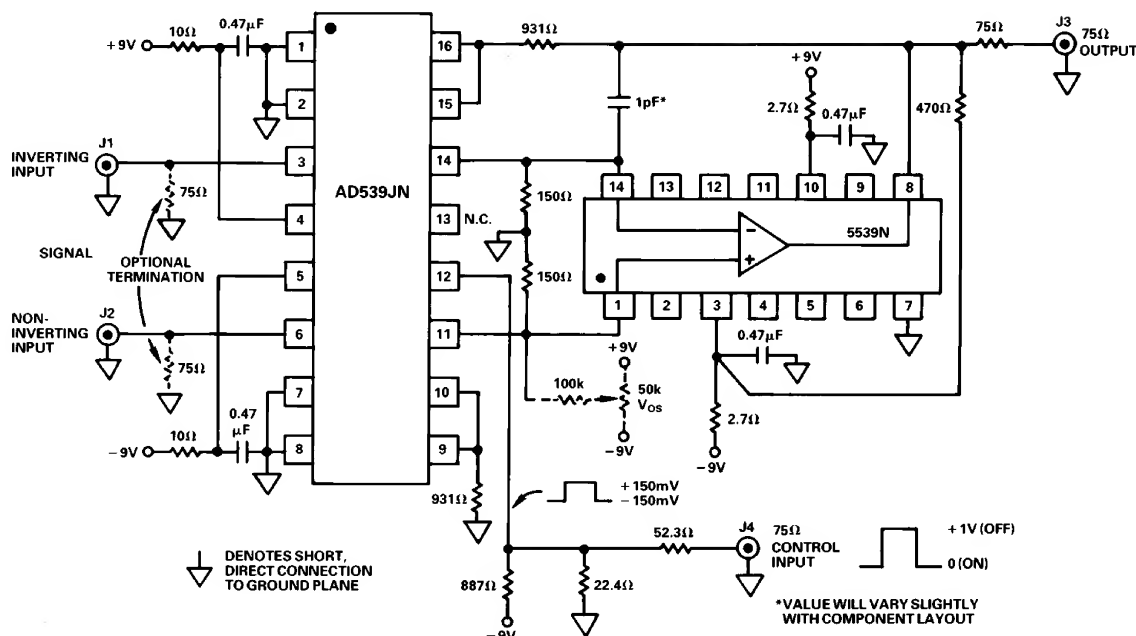 +9V
10Ω
0.47μF
1
2
3
4
5
6
7
8
16
15
14
13
12
11
10
9
AD539JN
N.C.
931Ω
1pF*
75Ω
J3
75Ω
OUTPUT
+9V
2.7Ω
0.47μF
470Ω
J1
INVERTING
INPUT
75Ω
SIGNAL
OPTIONAL
TERMINATION
J2
NON-
INVERTING
INPUT
75Ω
–9V
10Ω
0.47
μF
150Ω
150Ω
14
13
12
11
10
9
8
5539N
–
+
1
2
3
4
5
6
7
0.47μF
2.7Ω
–9V
+9V
100k
50k
VOS
–9V
931Ω
+150mV
–150mV
J4
75Ω
CONTROL
INPUT
52.3Ω
+1V (OFF)
0 (ON)
887Ω
22.4Ω
–9V
DENOTES SHORT,
DIRECT CONNECTION
TO GROUND PLANE
*VALUE WILL VARY SLIGHTLY
WITH COMPONENT LAYOUT